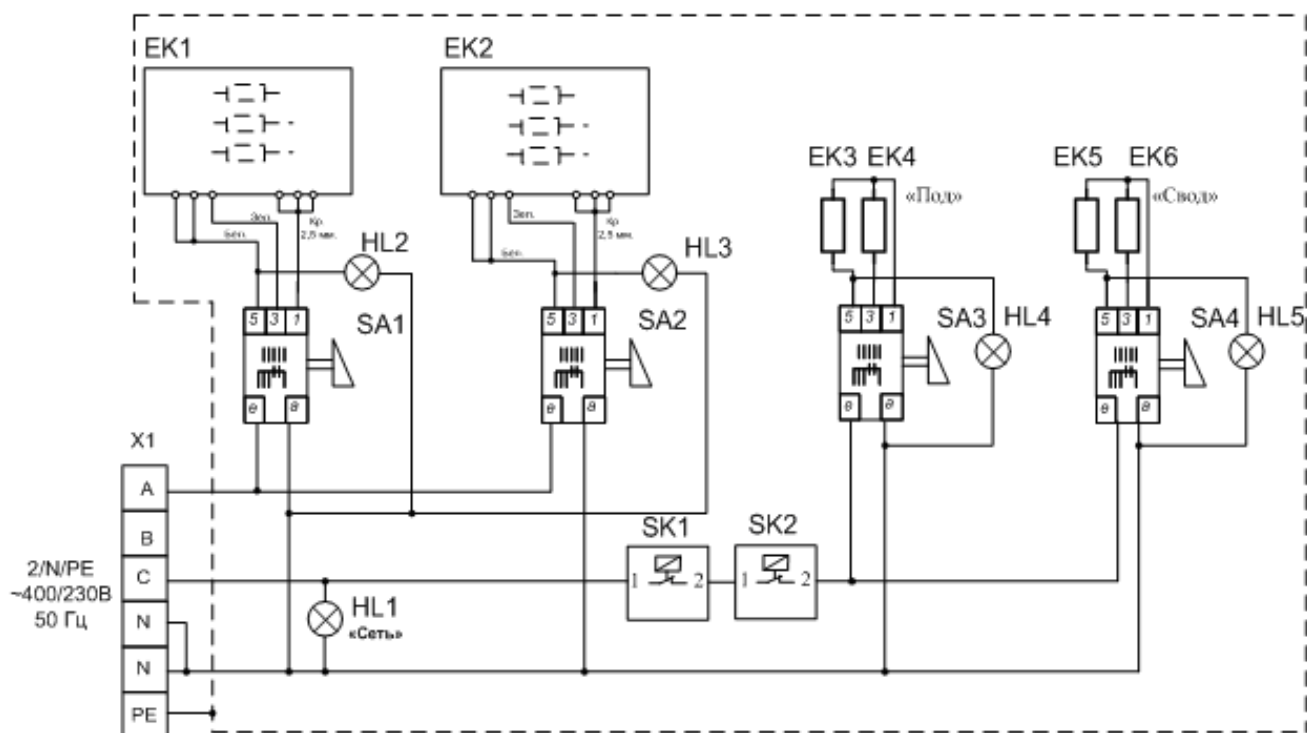 EK1
EK2
EK3 EK4
«Под»
EK5 EK6
«Свод»
Зел.
Кр
Бел.
2,5 мм.
HL2
Зел.
Кр
Бел.
2,5 мм.
HL3
5 3 1
SA1
5 3 1
SA2
5 3 1
SA3 HL4
5 3 1
SA4 HL5
в а
в а
в а
в а
X1
A
B
C
N
N
PE
2/N/PE
~400/230В
50 Гц
SK1
1 2
SK2
1 2
HL1
«Сеть»